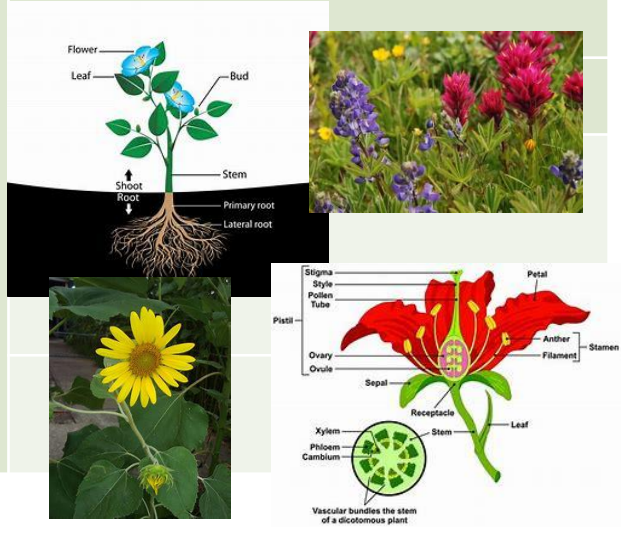 Flower
Leaf
Bud
Stem
Shoot
Root
Primary root
Lateral root
Stigma
Style
Pollen
Tube
Pistil
Ovary
Ovule
Petal
Anther
Filament
Stamen
Sepal
Receptacle
Xylem
Phloem
Cambium
Stem
Leaf
Vascular bundles the stem
of a dicotomous plant